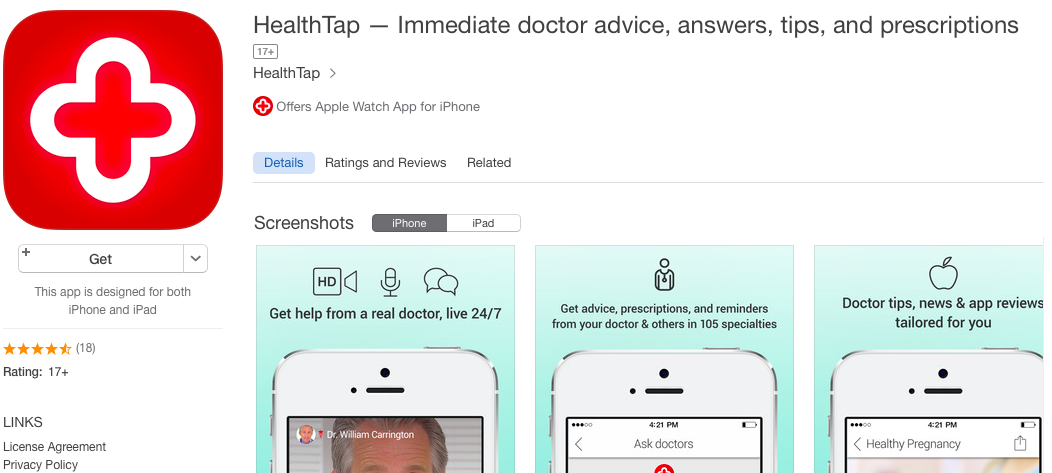 HealthTap — Immediate doctor advice, answers, tips, and prescriptions
17+
HealthTap
Offers Apple Watch App for iPhone
Details Ratings and Reviews Related
Screenshots iPhone iPad
+ Get
This app is designed for both
iPhone and iPad
(18)
Rating: 17+
LINKS
License Agreement
Privacy Policy
HD
Get help from a real doctor, live 24/7
Dr. William Carrington
Get advice, prescriptions, and reminders
from your doctor & others in 105 specialties
4:21 PM
Ask doctors
Doctor tips, news & app reviews
tailored for you
4:21 PM
Healthy Pregnancy